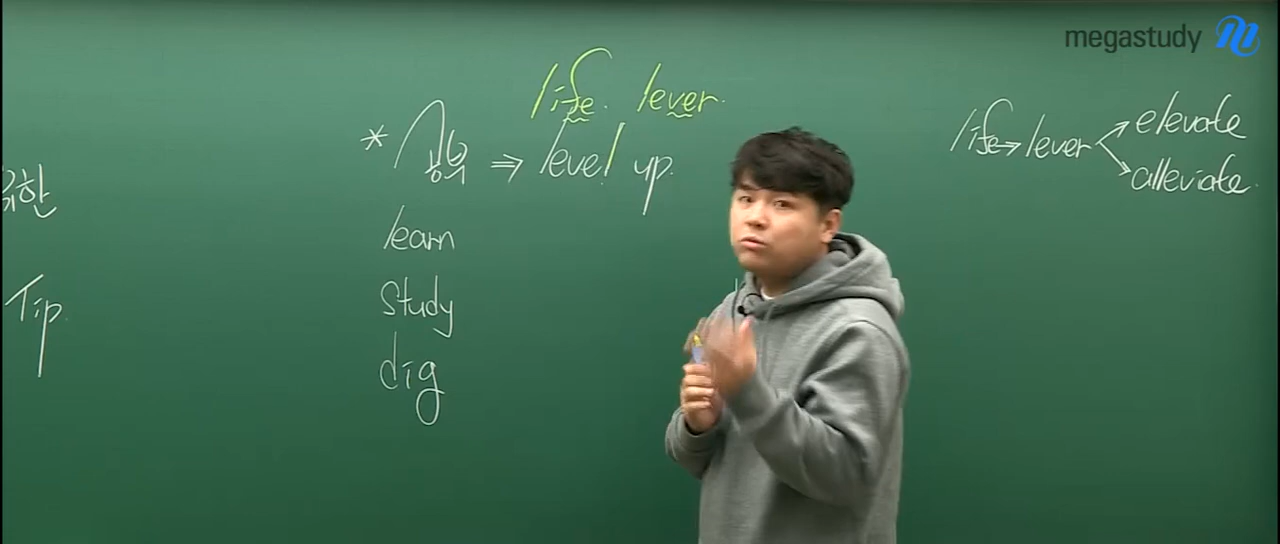 megastudy
life. lever.
* 공부 ⇒ level up.
learn
study
dig
Tip.
life→lever
elevate
alleviate.